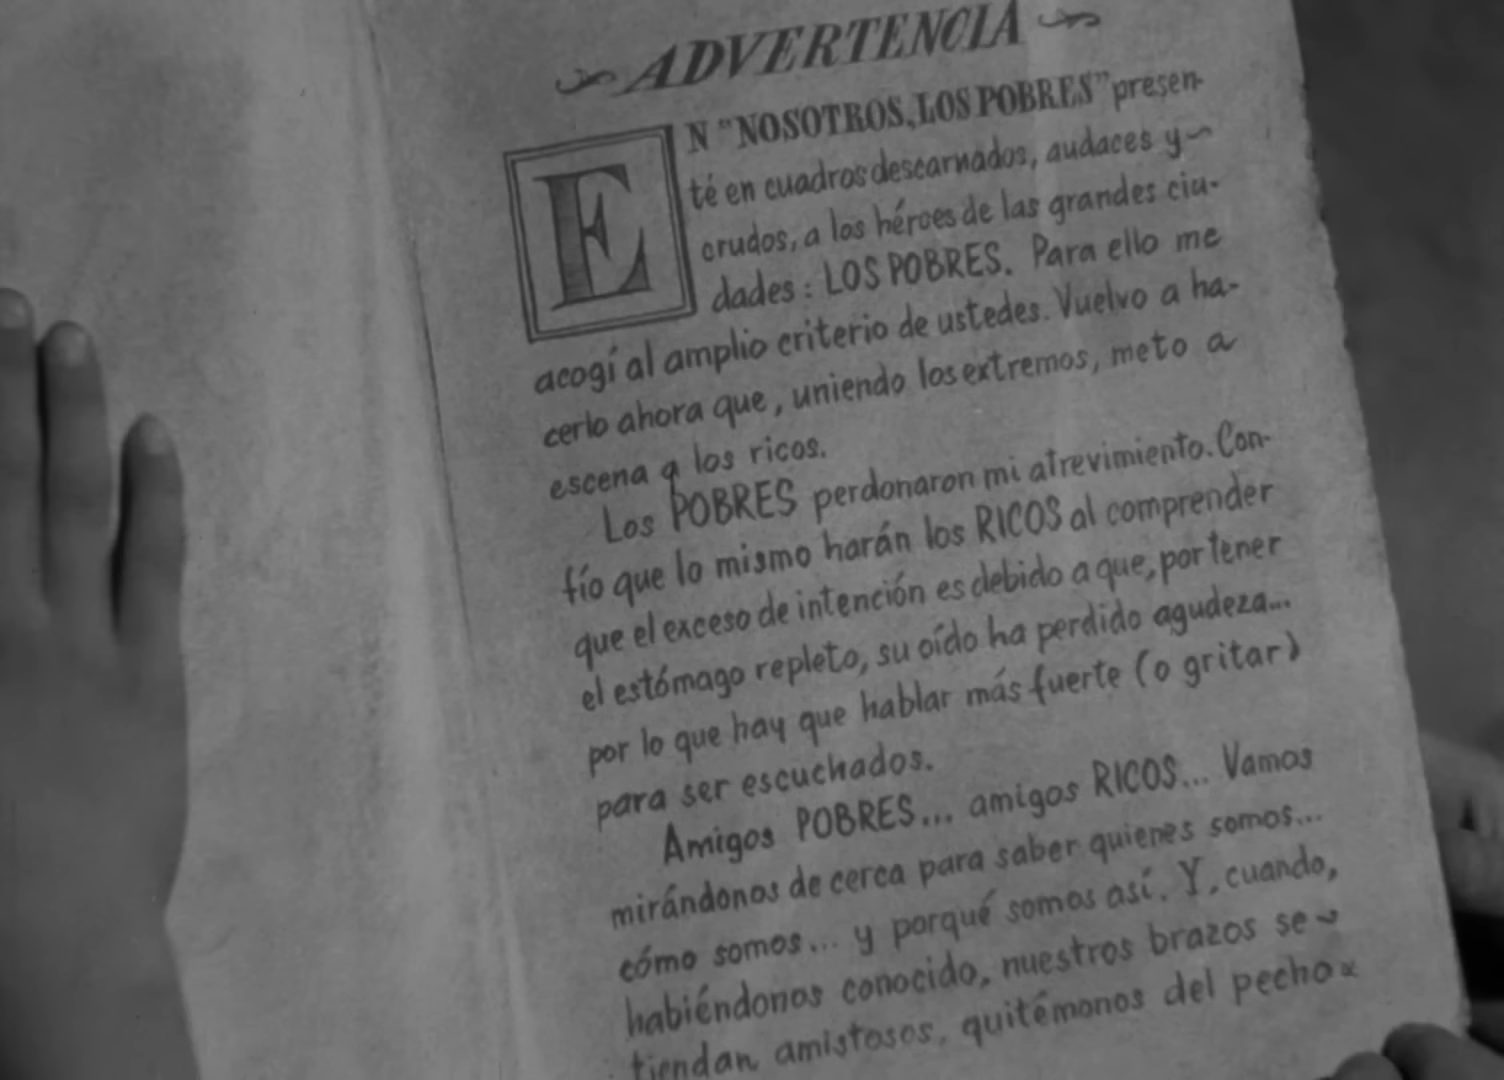 ADVERTENCIA
EN "NOSOTROS, LOS POBRES" presen-
té en cuadros descarnados, audaces y
crudos, a los héroes de las grandes ciu-
dades: LOS POBRES. Para ello me
acogí al amplio criterio de ustedes. Vuelvo a ha-
cerlo ahora que, uniendo los extremos, meto a
escena a los ricos.
Los POBRES perdonaron mi atrevimiento. Con-
fío que lo mismo harán los RICOS al comprender
que el exceso de intención es debido a que, por tener
el estómago repleto, su oído ha perdido agudeza...
por lo que hay que hablar más fuerte (o gritar)
para ser escuchados.
Amigos POBRES... amigos RICOS... Vamos
mirándonos de cerca para saber quienes somos...
cómo somos... y porqué somos así. Y, cuando,
habiéndonos conocido, nuestros brazos se
tiendan amistosos, quitémonos del pecho